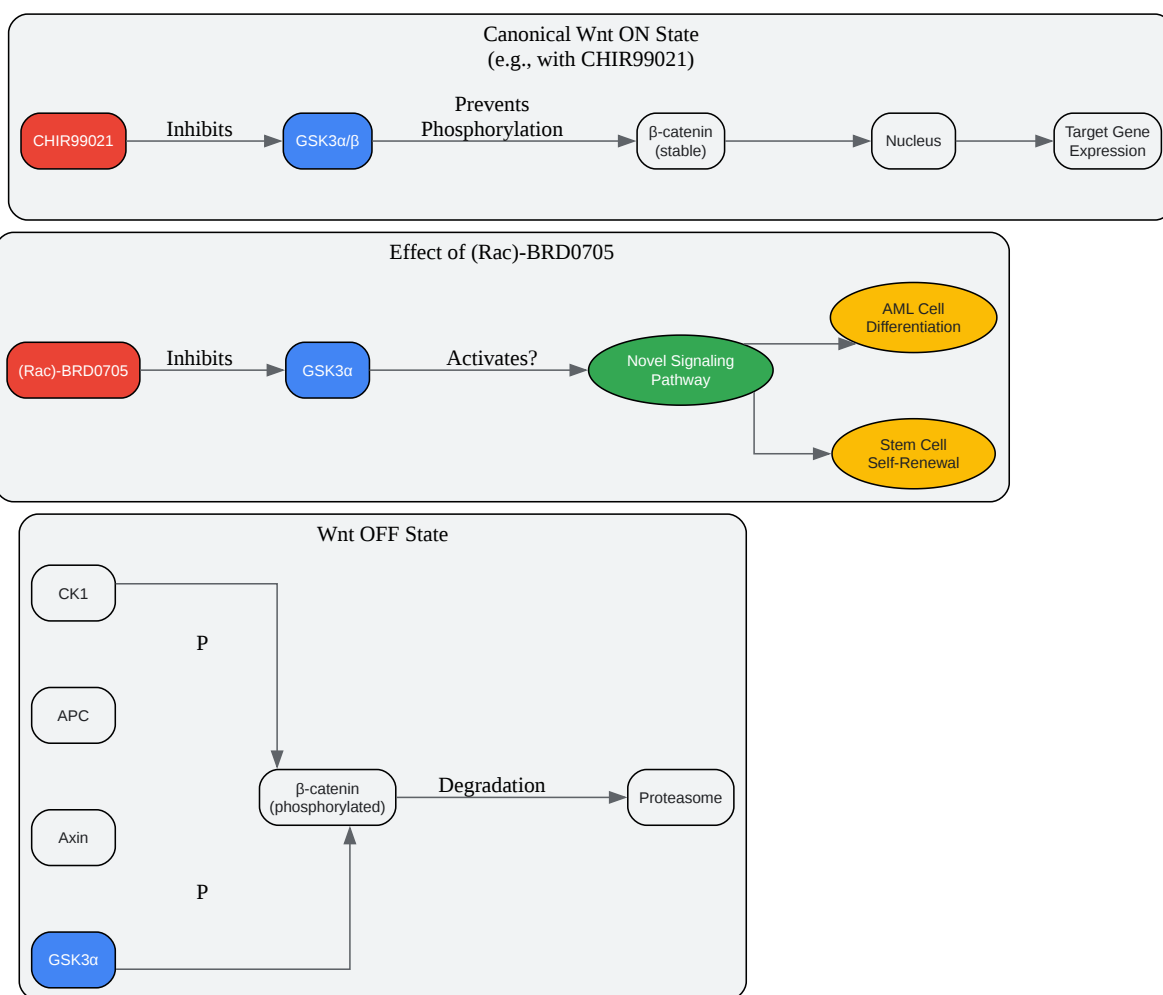 Canonical Wnt ON State
(e.g., with CHIR99021)
CHIR99021
Inhibits
GSK3α/β
Prevents
Phosphorylation
β-catenin
(stable)
Nucleus
Target Gene
Expression
Effect of (Rac)-BRD0705
(Rac)-BRD0705
Inhibits
GSK3α
Activates?
Novel Signaling
Pathway
AML Cell
Differentiation
Stem Cell
Self-Renewal
Wnt OFF State
CK1
P
APC
β-catenin
(phosphorylated)
Degradation
Proteasome
Axin
P
GSK3α